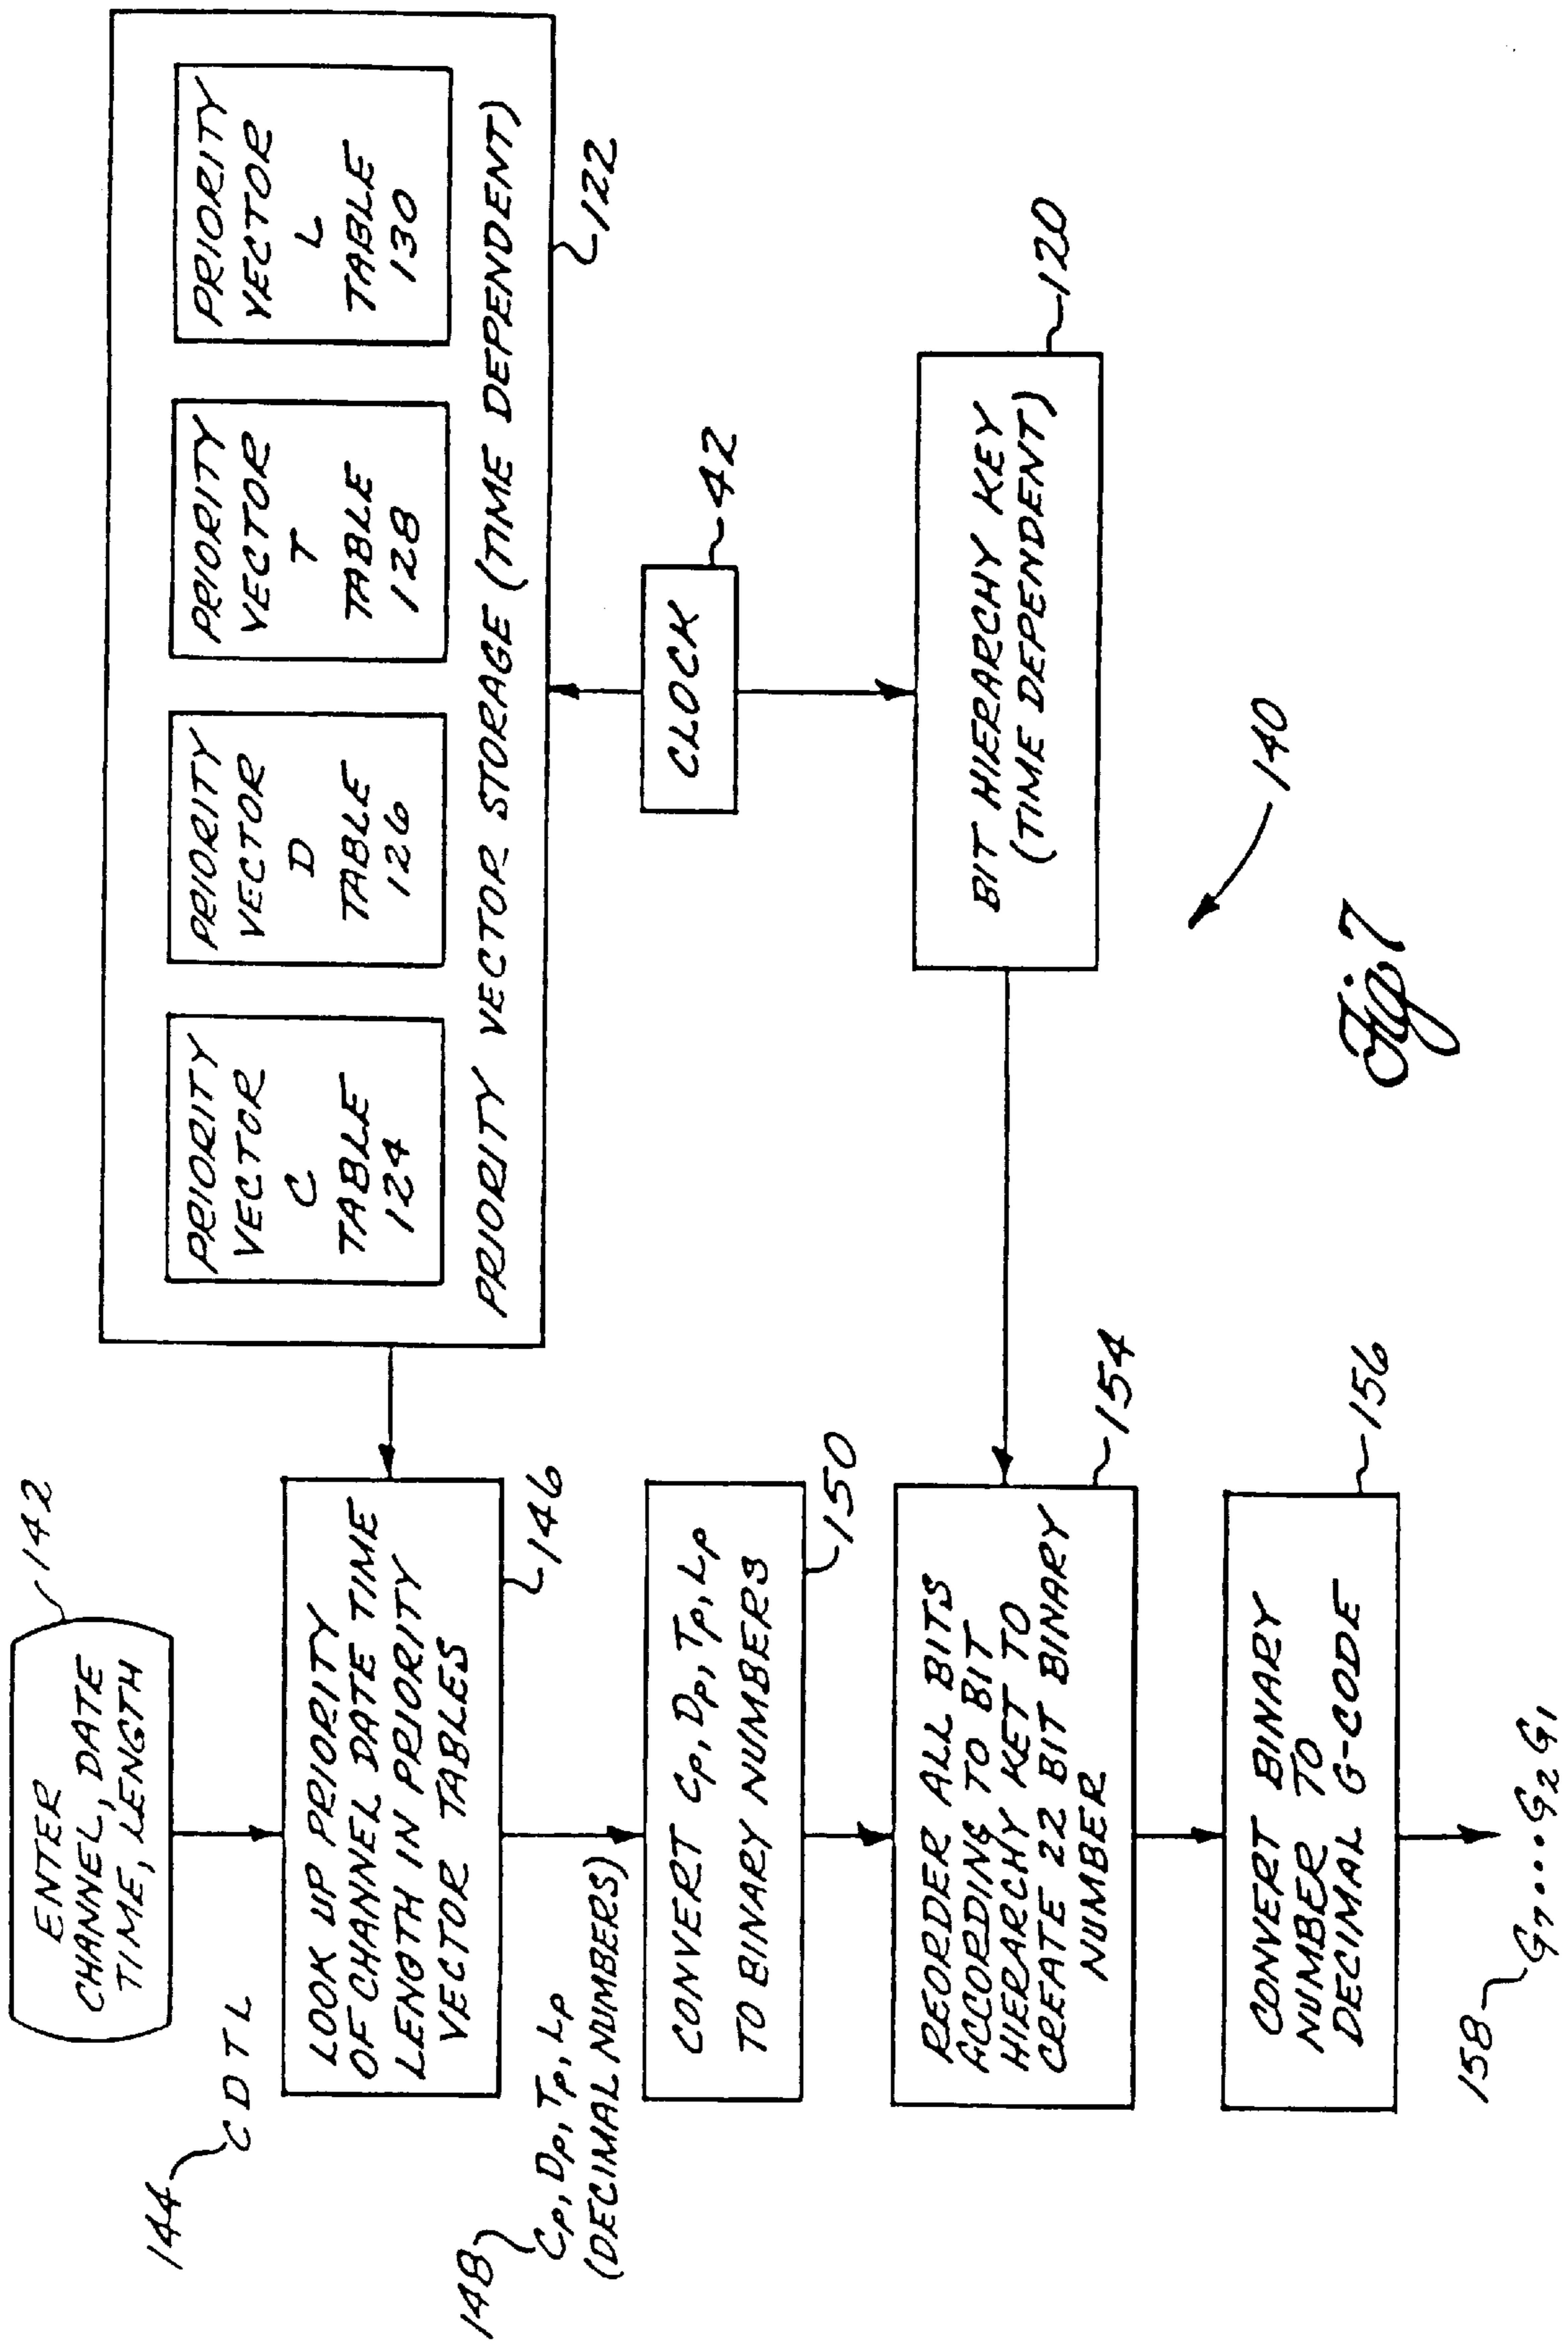 142
ENTER
CHANNEL, DATE
TIME, LENGTH
144
C D T L
LOOK UP PRIORITY
OF CHANNEL DATE TIME
LENGTH IN PRIORITY
VECTOR TABLES
146
148
Cp, Dp, Tp, Lp
(DECIMAL NUMBERS)
CONVERT Cp, Dp, Tp, Lp
TO BINARY NUMBERS
150
REORDER ALL BITS
ACCORDING TO BIT
HIERARCHY KET TO
CREATE 22 BIT BINARY
NUMBER
154
CONVERT BINARY
NUMBER TO
DECIMAL G-CODE
156
158
G7....G2G1
PRIORITY
VECTOR
C
TABLE
124
PRIORITY
VECTOR
D
TABLE
126
PRIORITY
VECTOR
T
TABLE
128
PRIORITY
VECTOR
L
TABLE
130
PRIORITY VECTOR STORAGE (TIME DEPENDENT)
122
CLOCK
42
BIT HIERARCHY KEY
(TIME DEPENDENT)
120
140
Fig. 7